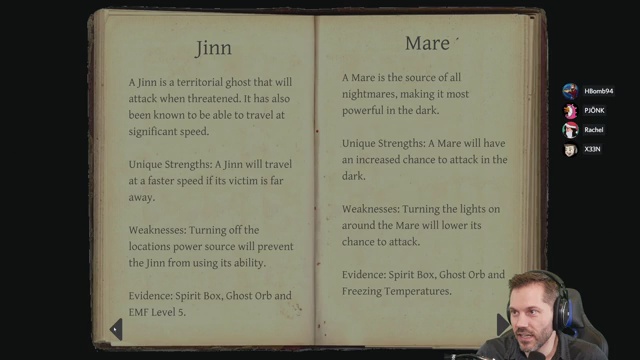 Jinn
A Jinn is a territorial ghost that will
attack when threatened. It has also
been known to be able to travel at
significant speed.
Unique Strengths: A Jinn will travel
at a faster speed if its victim is far
away.
Weaknesses: Turning off the
locations power source will prevent
the Jinn from using its ability.
Evidence: Spirit Box, Ghost Orb and
EMF Level 5.
Mare
A Mare is the source of all
nightmares, making it most
powerful in the dark.
Unique Strengths: A Mare will have
an increased chance to attack in the
dark.
Weaknesses: Turning the lights on
around the Mare will lower its
chance to attack.
Evidence: Spirit Box, Ghost Orb and
Freezing Temperatures.
HBomb94
PJÖNK
Rachel
X33N